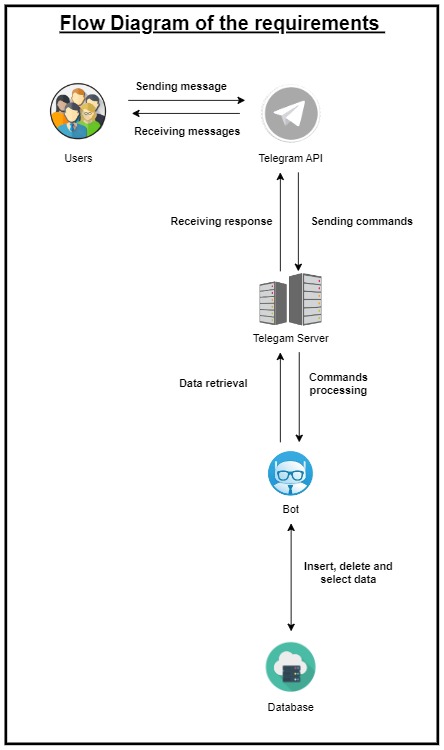 Flow Diagram of the requirements
Sending message
Receiving messages
Users
Telegram API
Receiving response
Sending commands
Telegam Server
Data retrieval
Commands
processing
Bot
Insert, delete and
select data
Database